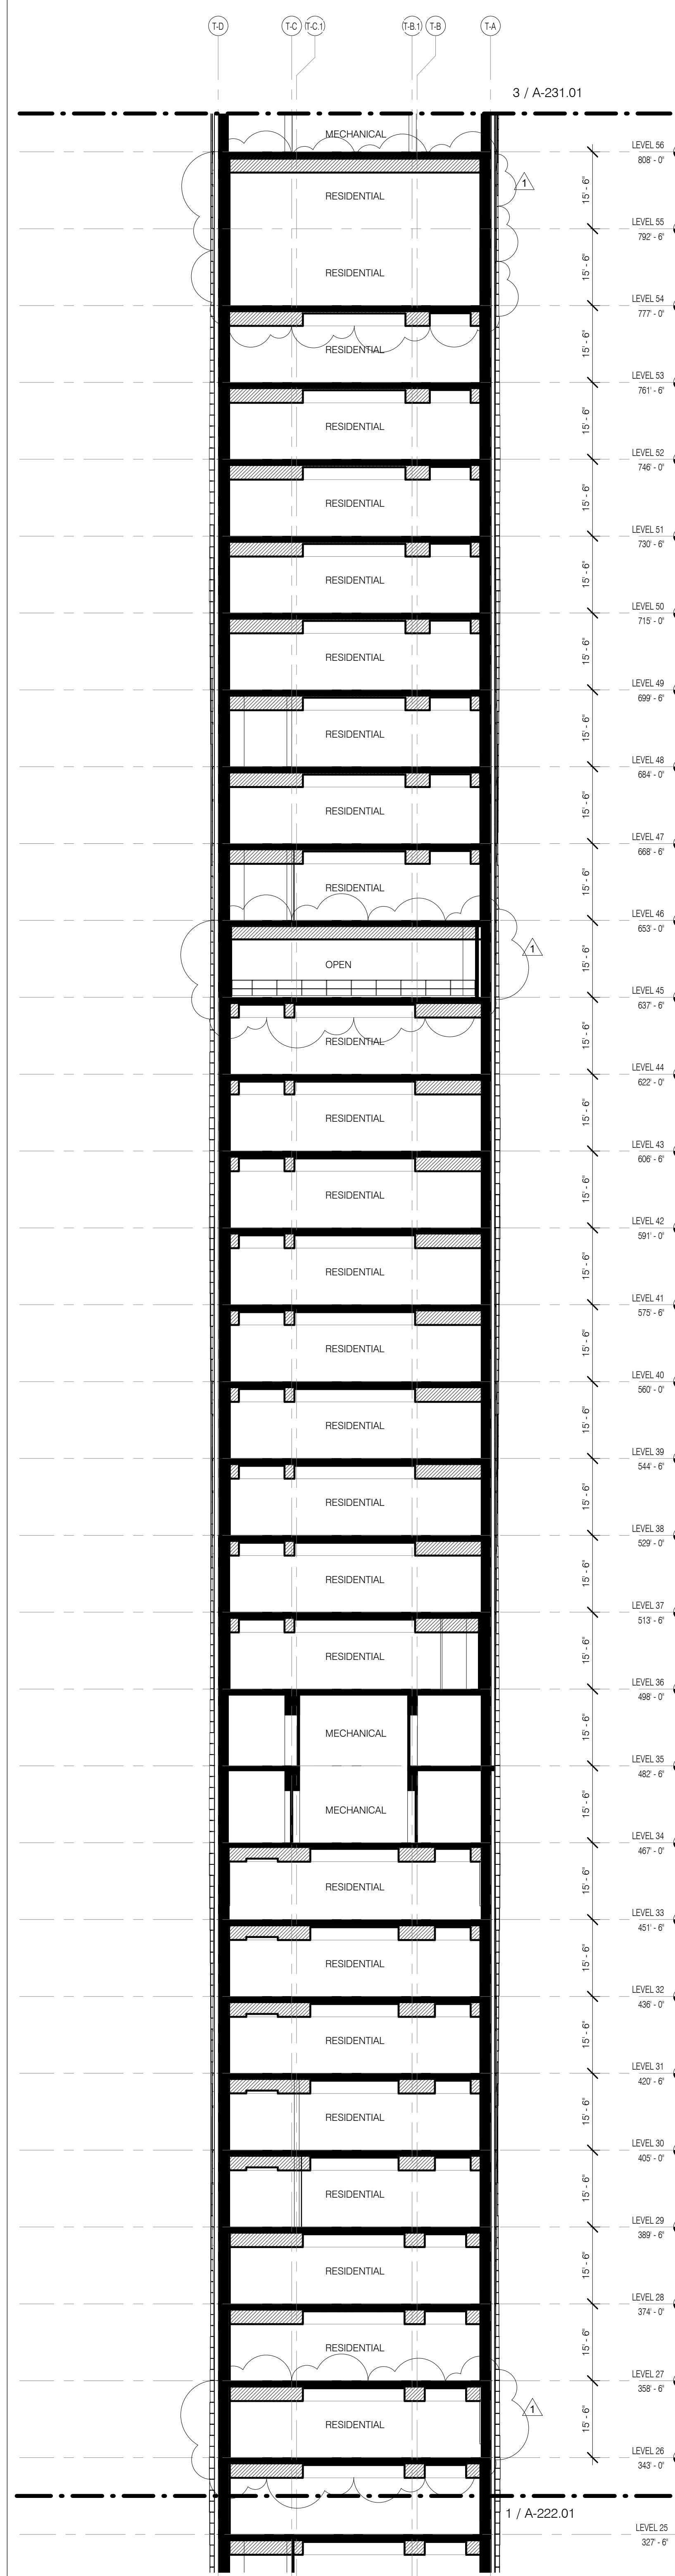 T-D T-C T-C.1 T-B.1 T-B T-A
3 / A-231.01
MECHANICAL
LEVEL 56
808' - 0"
1
15' - 6"
RESIDENTIAL
LEVEL 55
792' - 6"
15' - 6"
RESIDENTIAL
LEVEL 54
777' - 0"
15' - 6"
RESIDENTIAL
LEVEL 53
761' - 6"
15' - 6"
RESIDENTIAL
LEVEL 52
746' - 0"
15' - 6"
RESIDENTIAL
LEVEL 51
730' - 6"
15' - 6"
RESIDENTIAL
LEVEL 50
715' - 0"
15' - 6"
RESIDENTIAL
LEVEL 49
699' - 6"
15' - 6"
RESIDENTIAL
LEVEL 48
684' - 0"
15' - 6"
RESIDENTIAL
LEVEL 47
668' - 6"
15' - 6"
RESIDENTIAL
LEVEL 46
653' - 0"
1
15' - 6"
OPEN
LEVEL 45
637' - 6"
15' - 6"
RESIDENTIAL
LEVEL 44
622' - 0"
15' - 6"
RESIDENTIAL
LEVEL 43
606' - 6"
15' - 6"
RESIDENTIAL
LEVEL 42
591' - 0"
15' - 6"
RESIDENTIAL
LEVEL 41
575' - 6"
15' - 6"
RESIDENTIAL
LEVEL 40
560' - 0"
15' - 6"
RESIDENTIAL
LEVEL 39
544' - 6"
15' - 6"
RESIDENTIAL
LEVEL 38
529' - 0"
15' - 6"
RESIDENTIAL
LEVEL 37
513' - 6"
15' - 6"
RESIDENTIAL
LEVEL 36
498' - 0"
15' - 6"
MECHANICAL
LEVEL 35
482' - 6"
15' - 6"
MECHANICAL
LEVEL 34
467' - 0"
15' - 6"
RESIDENTIAL
LEVEL 33
451' - 6"
15' - 6"
RESIDENTIAL
LEVEL 32
436' - 0"
15' - 6"
RESIDENTIAL
LEVEL 31
420' - 6"
15' - 6"
RESIDENTIAL
LEVEL 30
405' - 0"
15' - 6"
RESIDENTIAL
LEVEL 29
389' - 6"
15' - 6"
RESIDENTIAL
LEVEL 28
374' - 0"
15' - 6"
RESIDENTIAL
LEVEL 27
358' - 6"
1
15' - 6"
RESIDENTIAL
LEVEL 26
343' - 0"
1 / A-222.01
LEVEL 25
327' - 6"